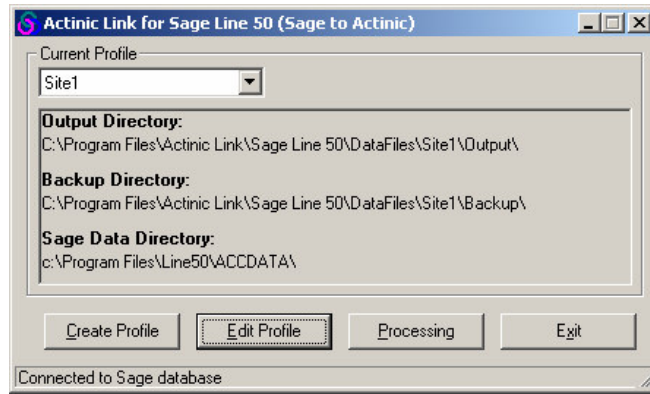 Actinic Link for Sage Line 50 (Sage to Actinic)
Current Profile
Site1
Output Directory:
C:\Program Files\Actinic Link\Sage Line 50\DataFiles\Site1\Output\
Backup Directory:
C:\Program Files\Actinic Link\Sage Line 50\DataFiles\Site1\Backup\
Sage Data Directory:
c:\Program Files\Line50\ACCDATA\
Create Profile Edit Profile Processing Exit
Connected to Sage database